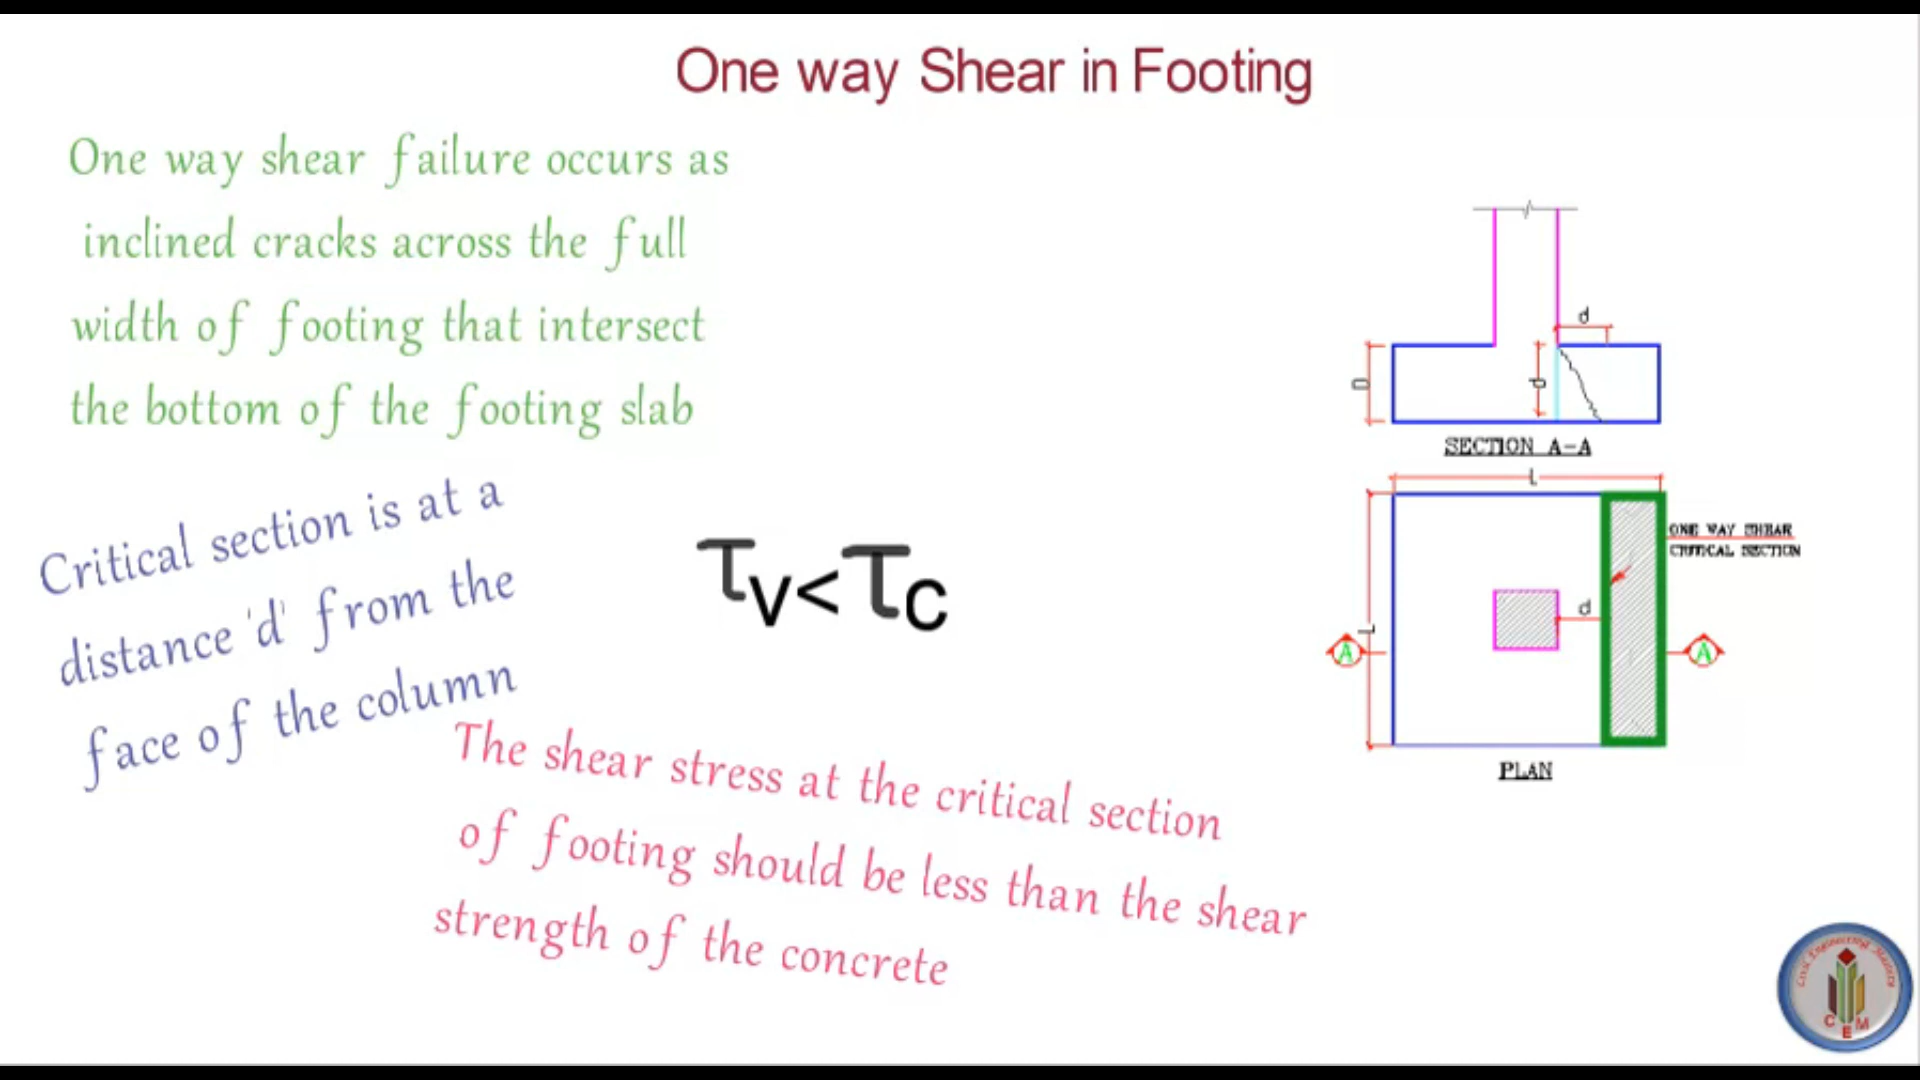 One way Shear in Footing
One way shear failure occurs as
inclined cracks across the full
width of footing that intersect
the bottom of the footing slab
Critical section is at a
distance 'd' from the
face of the column
τv<τc
The shear stress at the critical section
of footing should be less than the shear
strength of the concrete
d
D
d
SECTION A-A
L
ONE WAY SHEAR
CRITICAL SECTION
d
L
A
A
PLAN
Civil Engineering Mastery
C E M